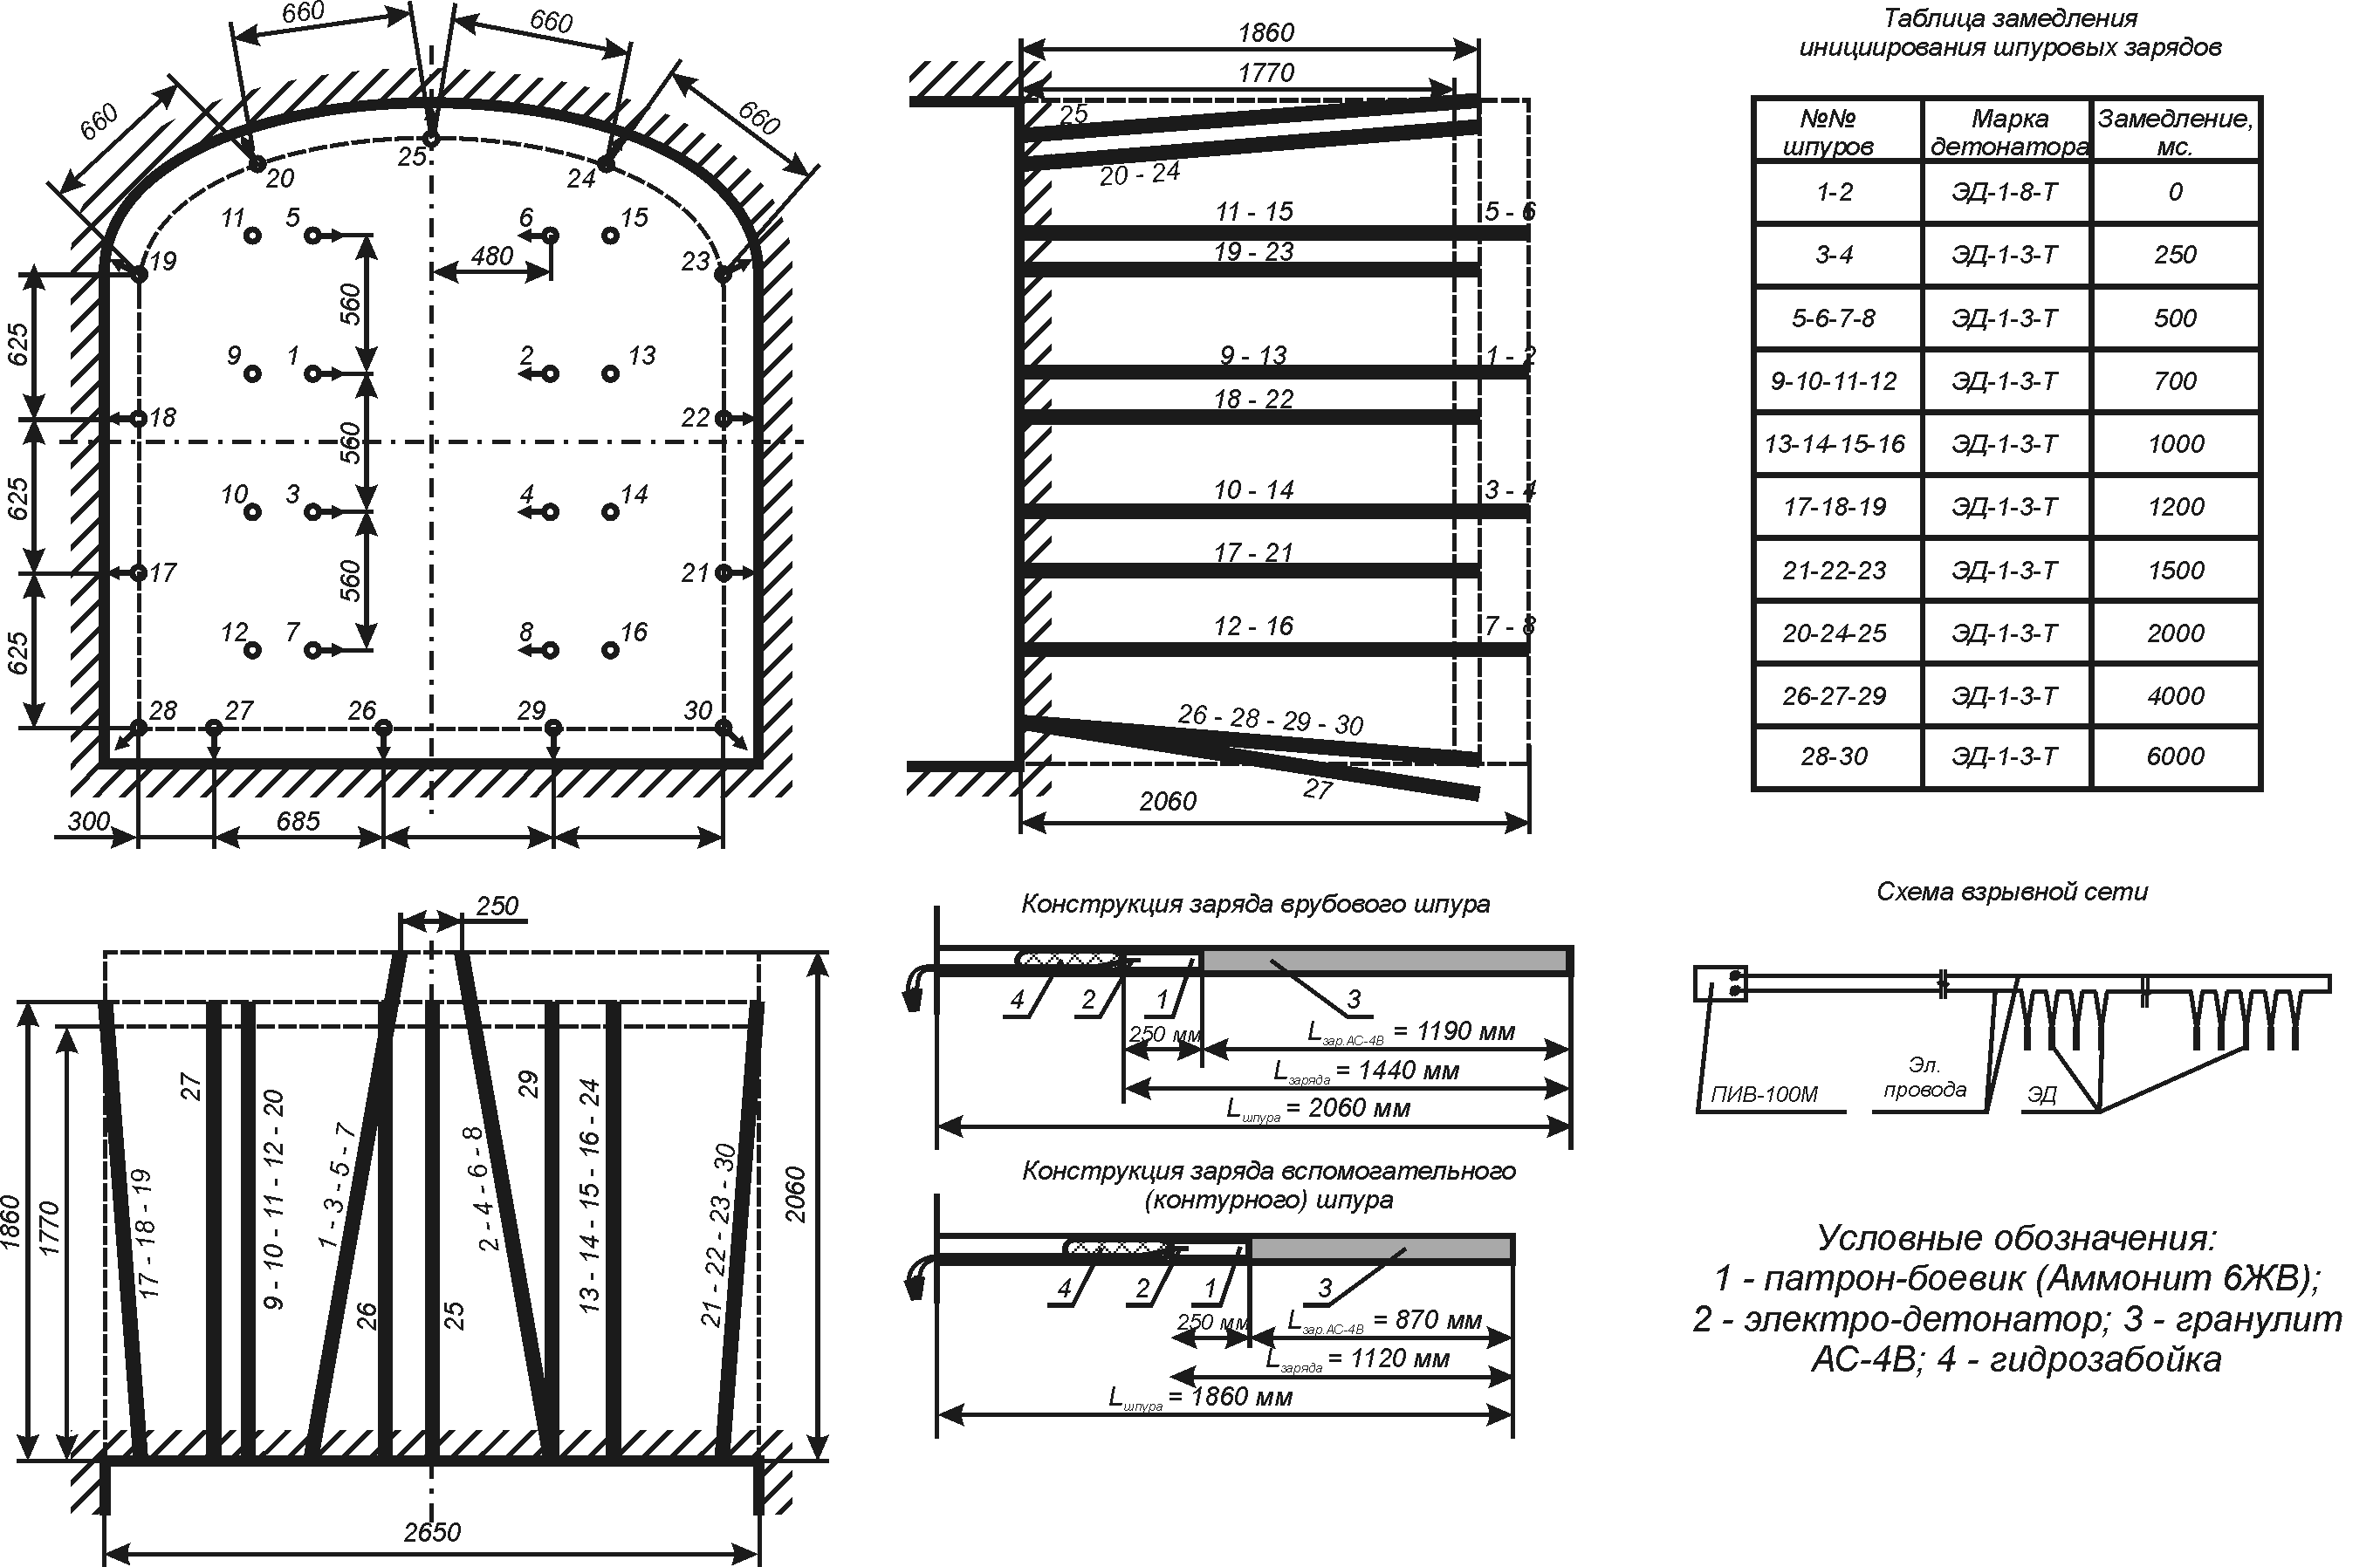 660
660
660
660
25
20
24
11
5
6
15
19
23
480
560
625
9
1
2
13
18
22
560
625
10
3
4
14
17
21
560
625
12
7
8
16
28
27
26
29
30
300
685
1860
1770
25
20 - 24
11 - 15
5 - 6
19 - 23
9 - 13
1 - 2
18 - 22
10 - 14
3 - 4
17 - 21
12 - 16
7 - 8
26 - 28 - 29 - 30
27
2060
Таблица замедления
инициирования шпуровых зарядов
№№ шпуров
Марка детонатора
Замедление, мс.
1-2 ЭД-1-8-Т 0
3-4 ЭД-1-3-Т 250
5-6-7-8 ЭД-1-3-Т 500
9-10-11-12 ЭД-1-3-Т 700
13-14-15-16 ЭД-1-3-Т 1000
17-18-19 ЭД-1-3-Т 1200
21-22-23 ЭД-1-3-Т 1500
20-24-25 ЭД-1-3-Т 2000
26-27-29 ЭД-1-3-Т 4000
28-30 ЭД-1-3-Т 6000
250
1860
1770
17 - 18 - 19
27
9 - 10 - 11 - 12 - 20
1 - 3 - 5 - 7
26
25
2 - 4 - 6 - 8
29
13 - 14 - 15 - 16 - 24
21 - 22 - 23 - 30
2060
2650
Конструкция заряда врубового шпура
4
2
1
3
250 мм
Lзар.АС-4В = 1190 мм
Lзаряда = 1440 мм
Lшпура = 2060 мм
Конструкция заряда вспомогательного
(контурного) шпура
4
2
1
3
250 мм
Lзар.АС-4В = 870 мм
Lзаряда = 1120 мм
Lшпура = 1860 мм
Схема взрывной сети
ПИВ-100М
Эл.
провода
ЭД
Условные обозначения:
1 - патрон-боевик (Аммонит 6ЖВ);
2 - электро-детонатор; 3 - гранулит
АС-4В; 4 - гидрозабойка